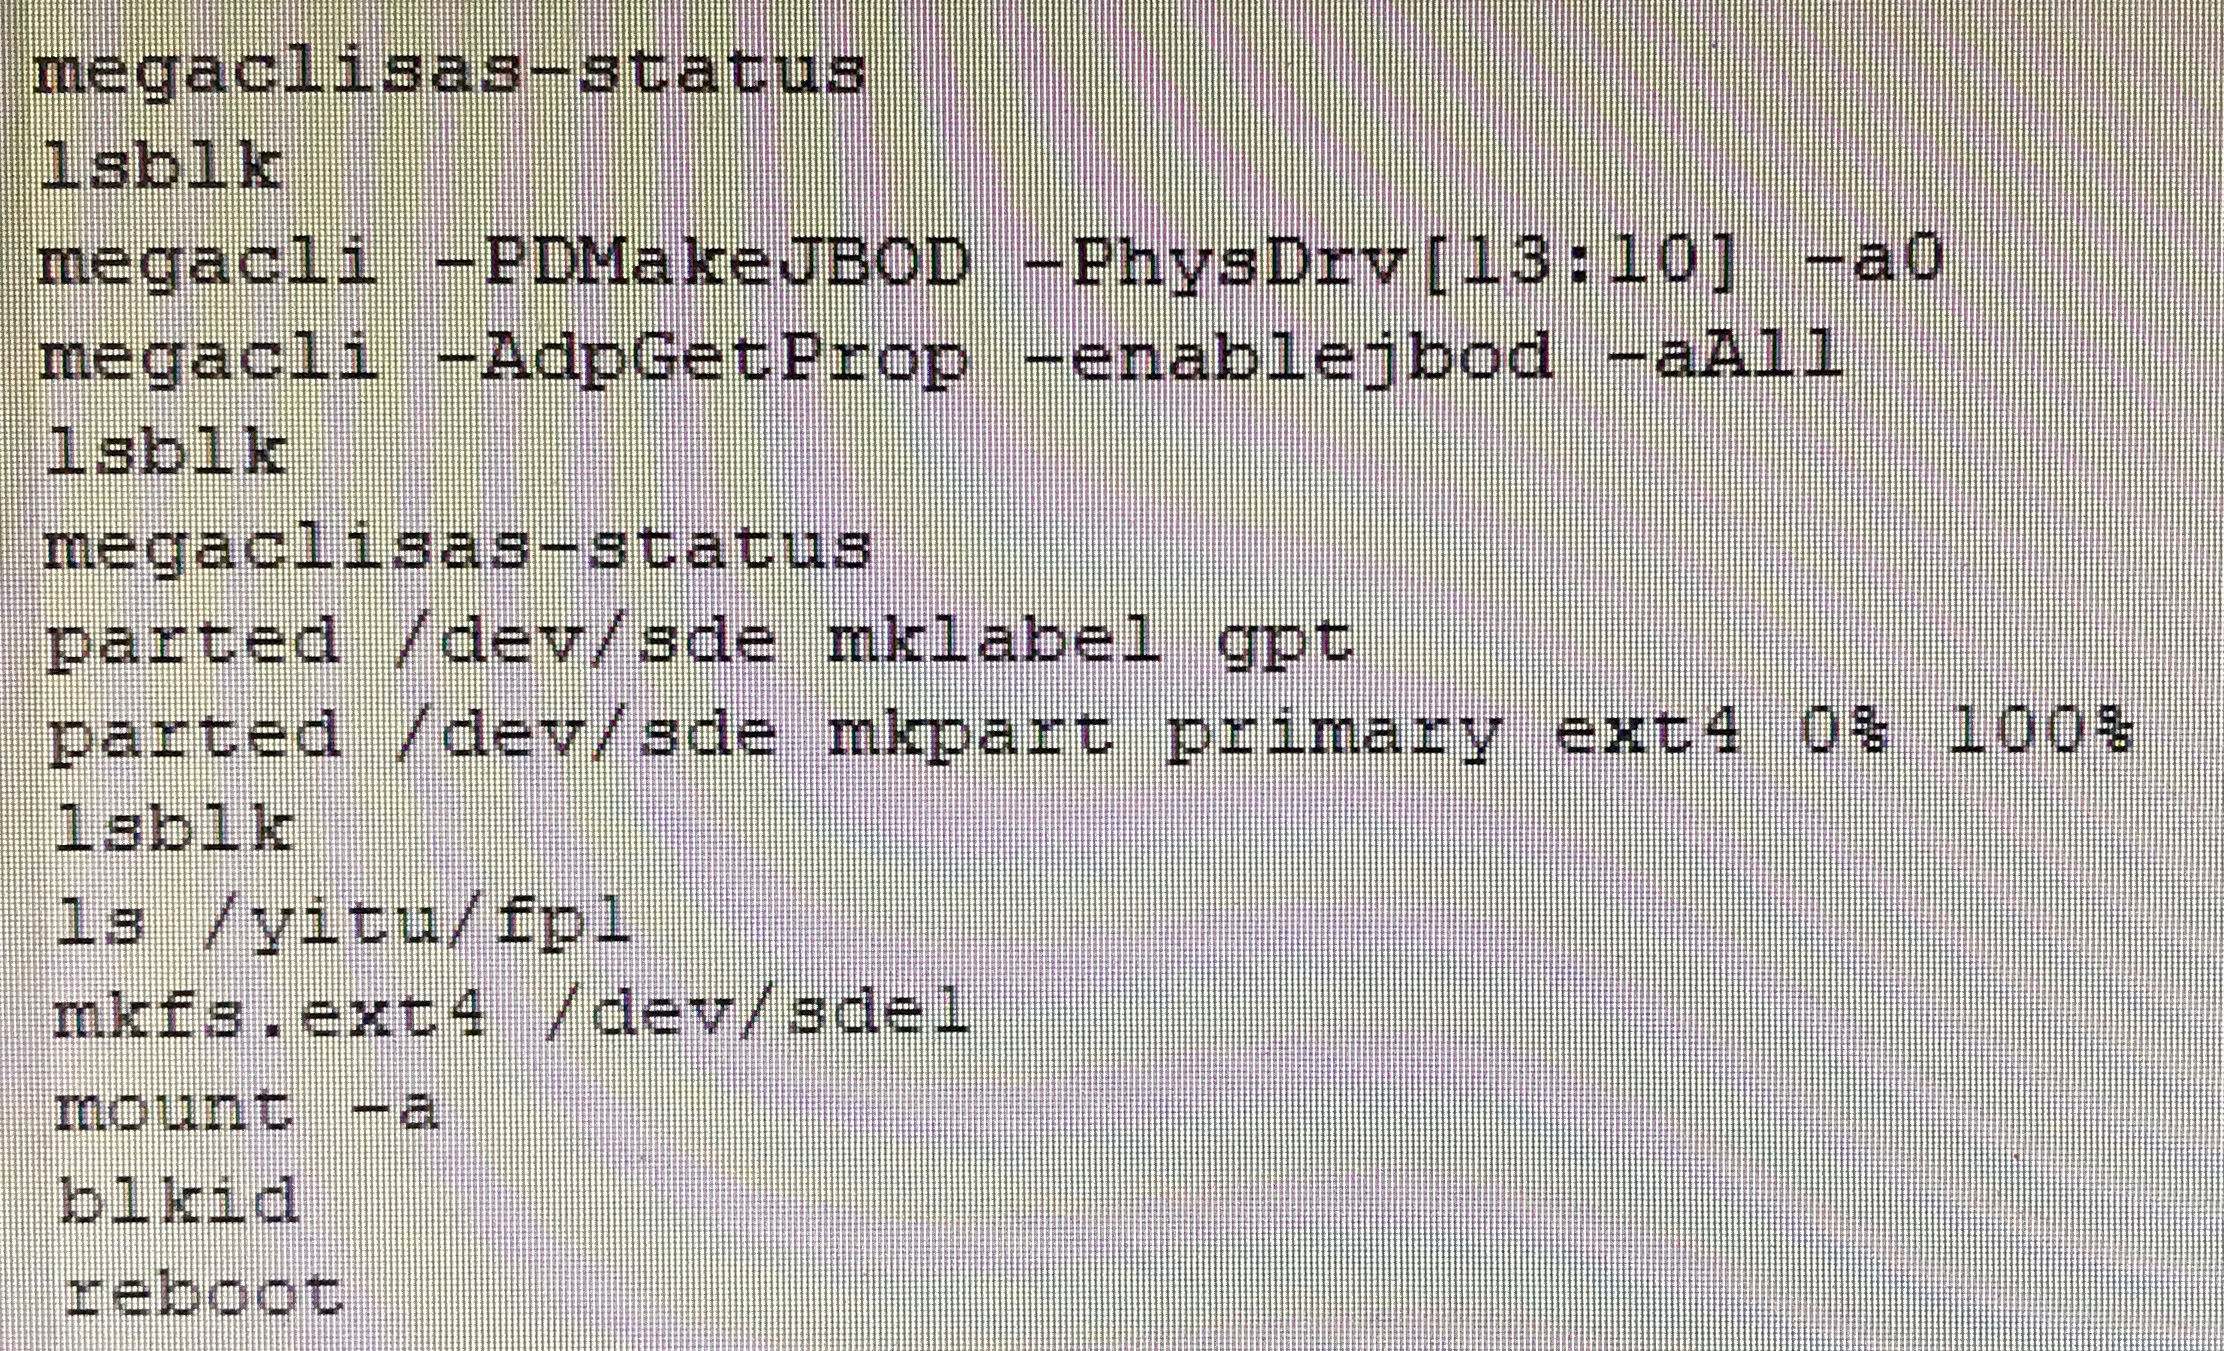 megaclisas-status
lsblk
megacli -PDMakeJBOD -PhysDrv[13:10] -a0
megacli -AdpGetProp -enablejbod -aAll
lsblk
megaclisas-status
parted /dev/sde mklabel gpt
parted /dev/sde mkpart primary ext4 0% 100%
lsblk
ls /yitu/fpl
mkfs.ext4 /dev/sde1
mount -a
blkid
reboot